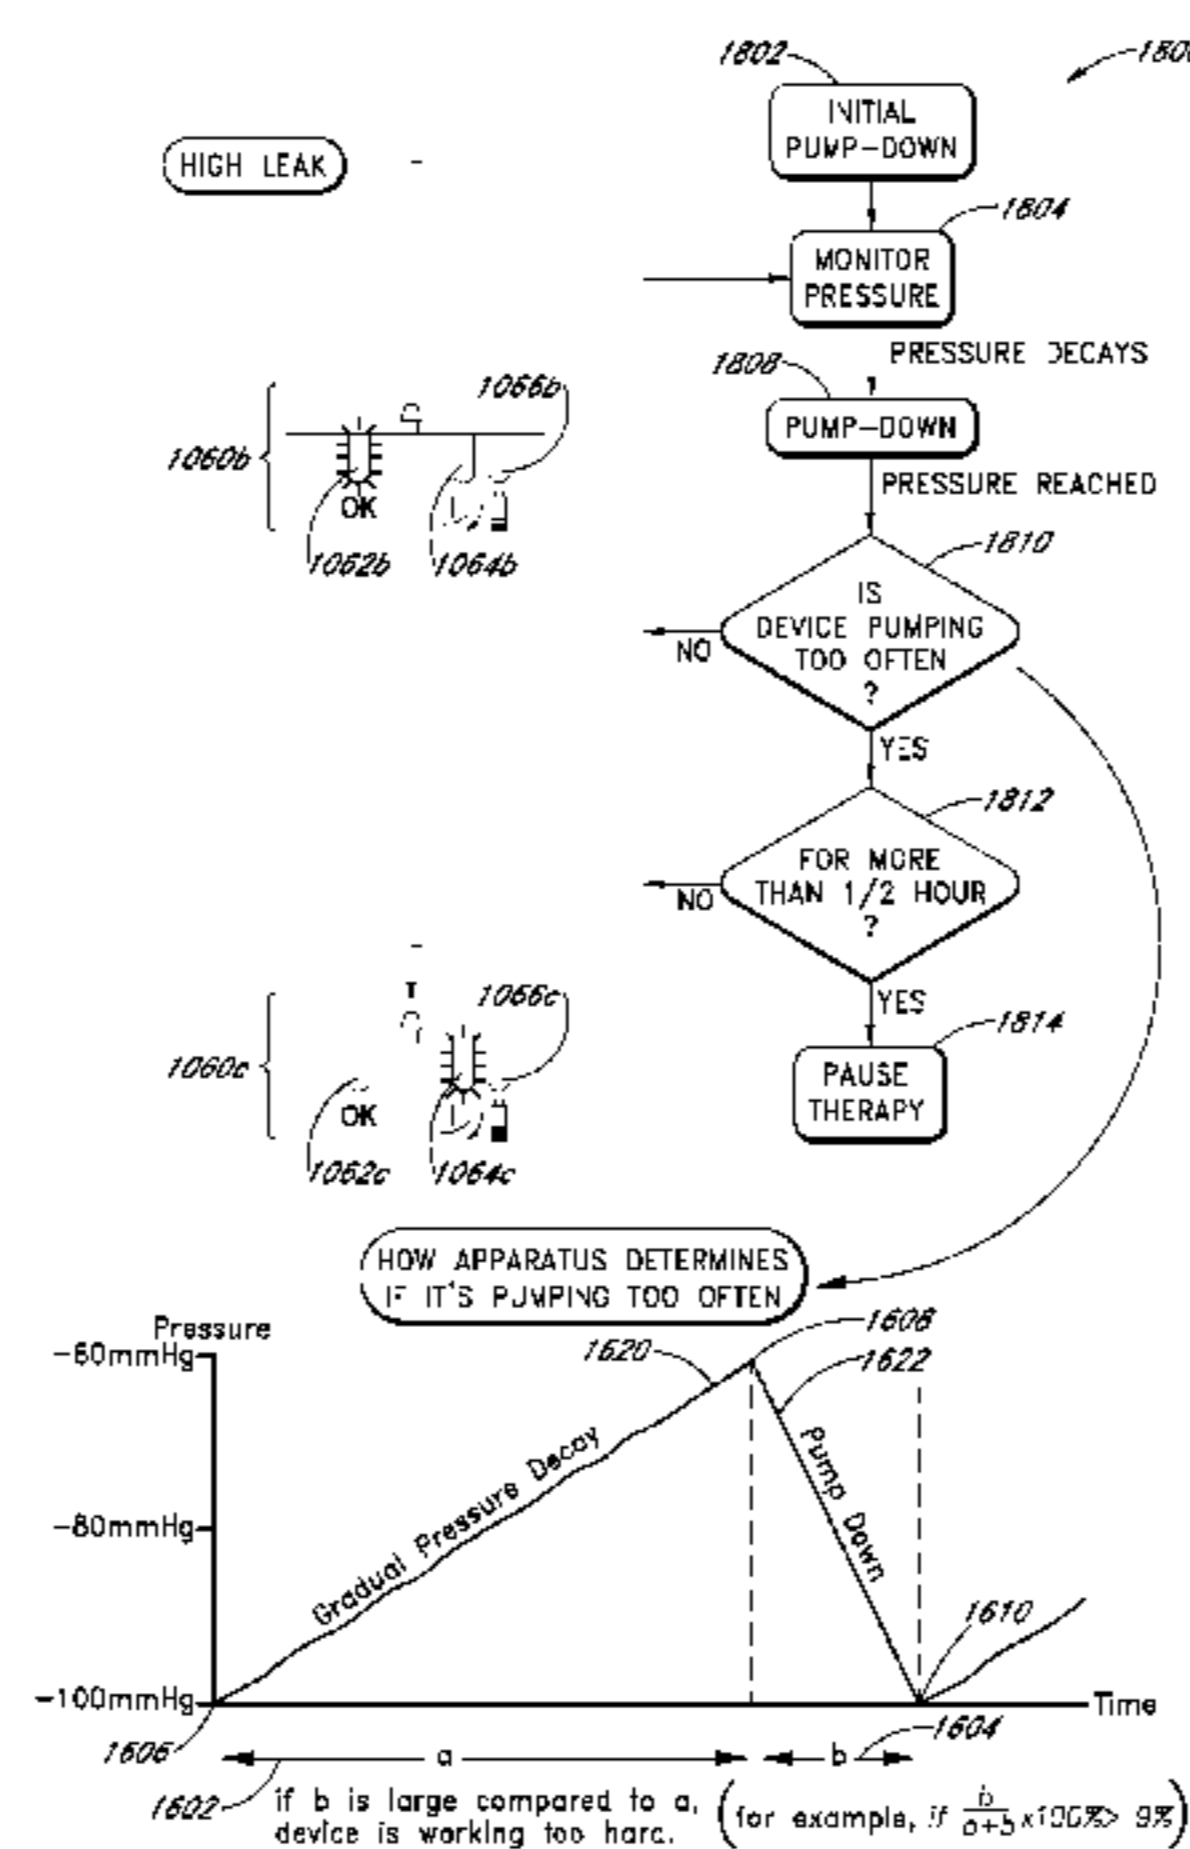 1802
INITIAL
PUMP-DOWN
HIGH LEAK
1804
MONITOR
PRESSURE
PRESSURE DECAYS
1808
PUMP-DOWN
1066b
1060b
OK
1062b
1064b
PRESSURE REACHED
1810
IS
DEVICE PUMPING
TOO OFTEN
?
NO
YES
1812
FOR MORE
THAN 1/2 HOUR
?
NO
YES
1066c
1060c
OK
1062c
1064c
1814
PAUSE
THERAPY
HOW APPARATUS DETERMINES
IF IT'S PUMPING TOO OFTEN
Pressure
-60mmHg
1620
1608
1622
Gradual Pressure Decay
Pump Down
-80mmHg
1610
-100mmHg
Time
1606
a
b
1604
1602
if b is large compared to a,
device is working too hard.
(for example, if b/a+b x100%> 9%)